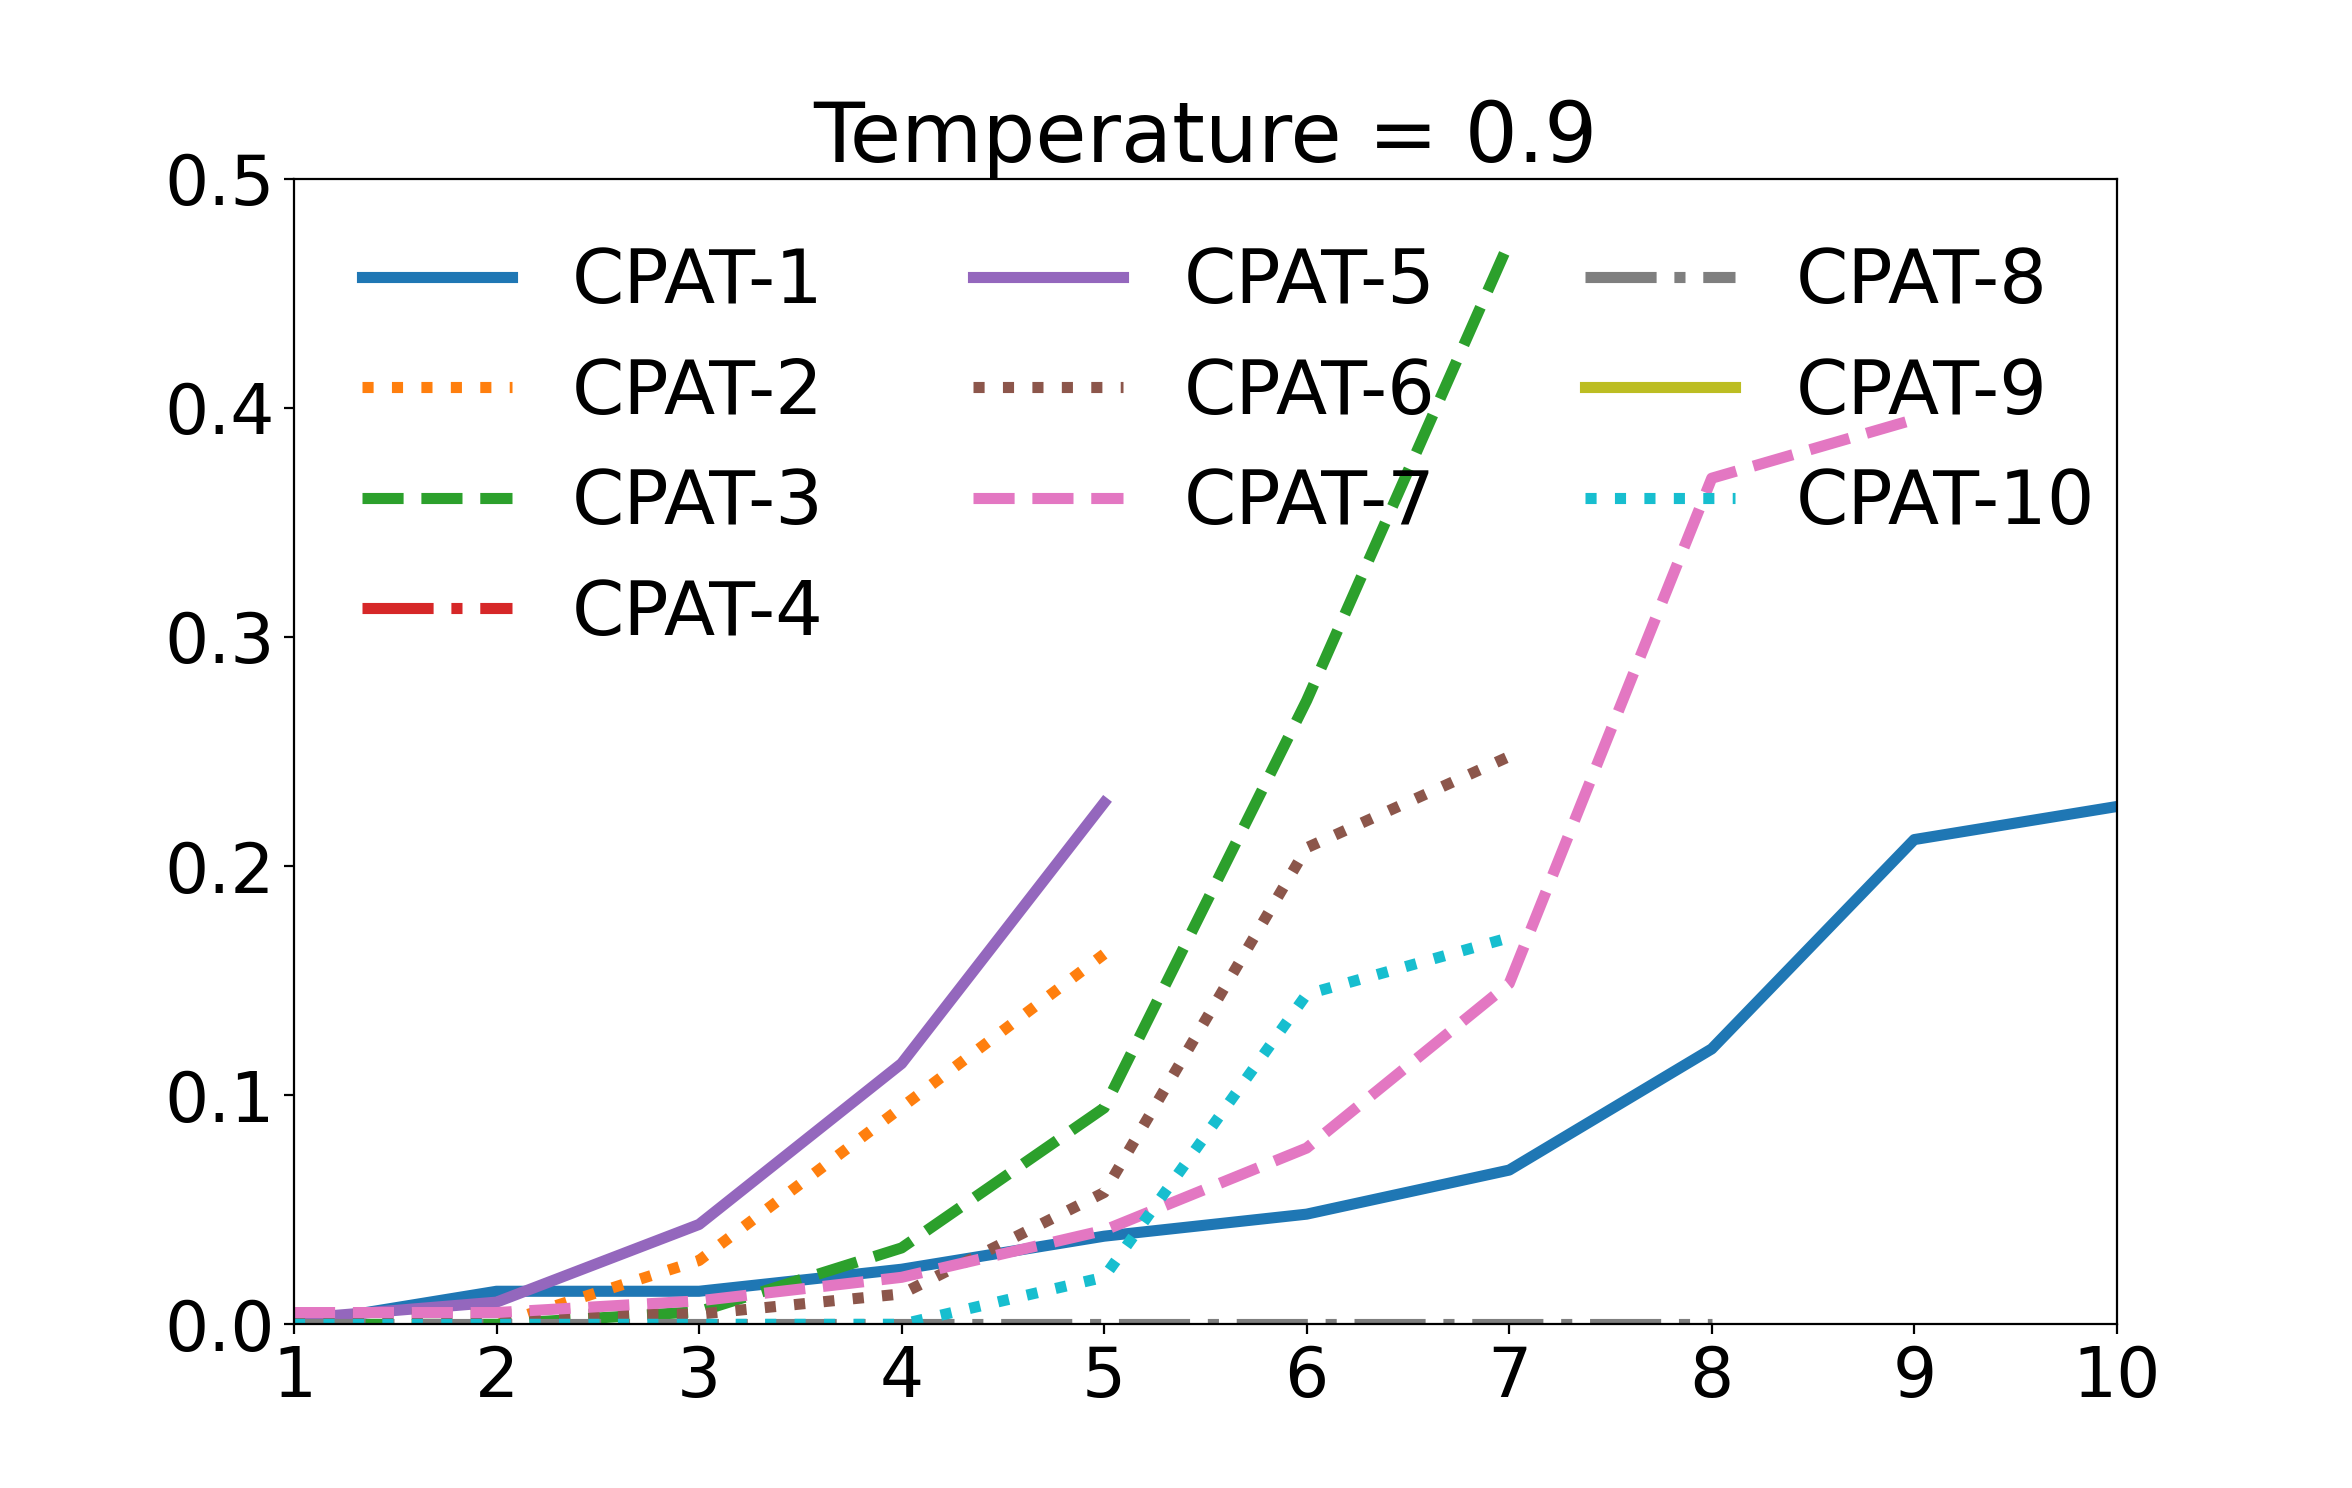 Temperature = 0.9
0.5
0.4
0.3
0.2
0.1
0.0
CPAT-1
CPAT-2
CPAT-3
CPAT-4
CPAT-5
CPAT-6
CPAT-7
CPAT-8
CPAT-9
CPAT-10
1 2 3 4 5 6 7 8 9 10